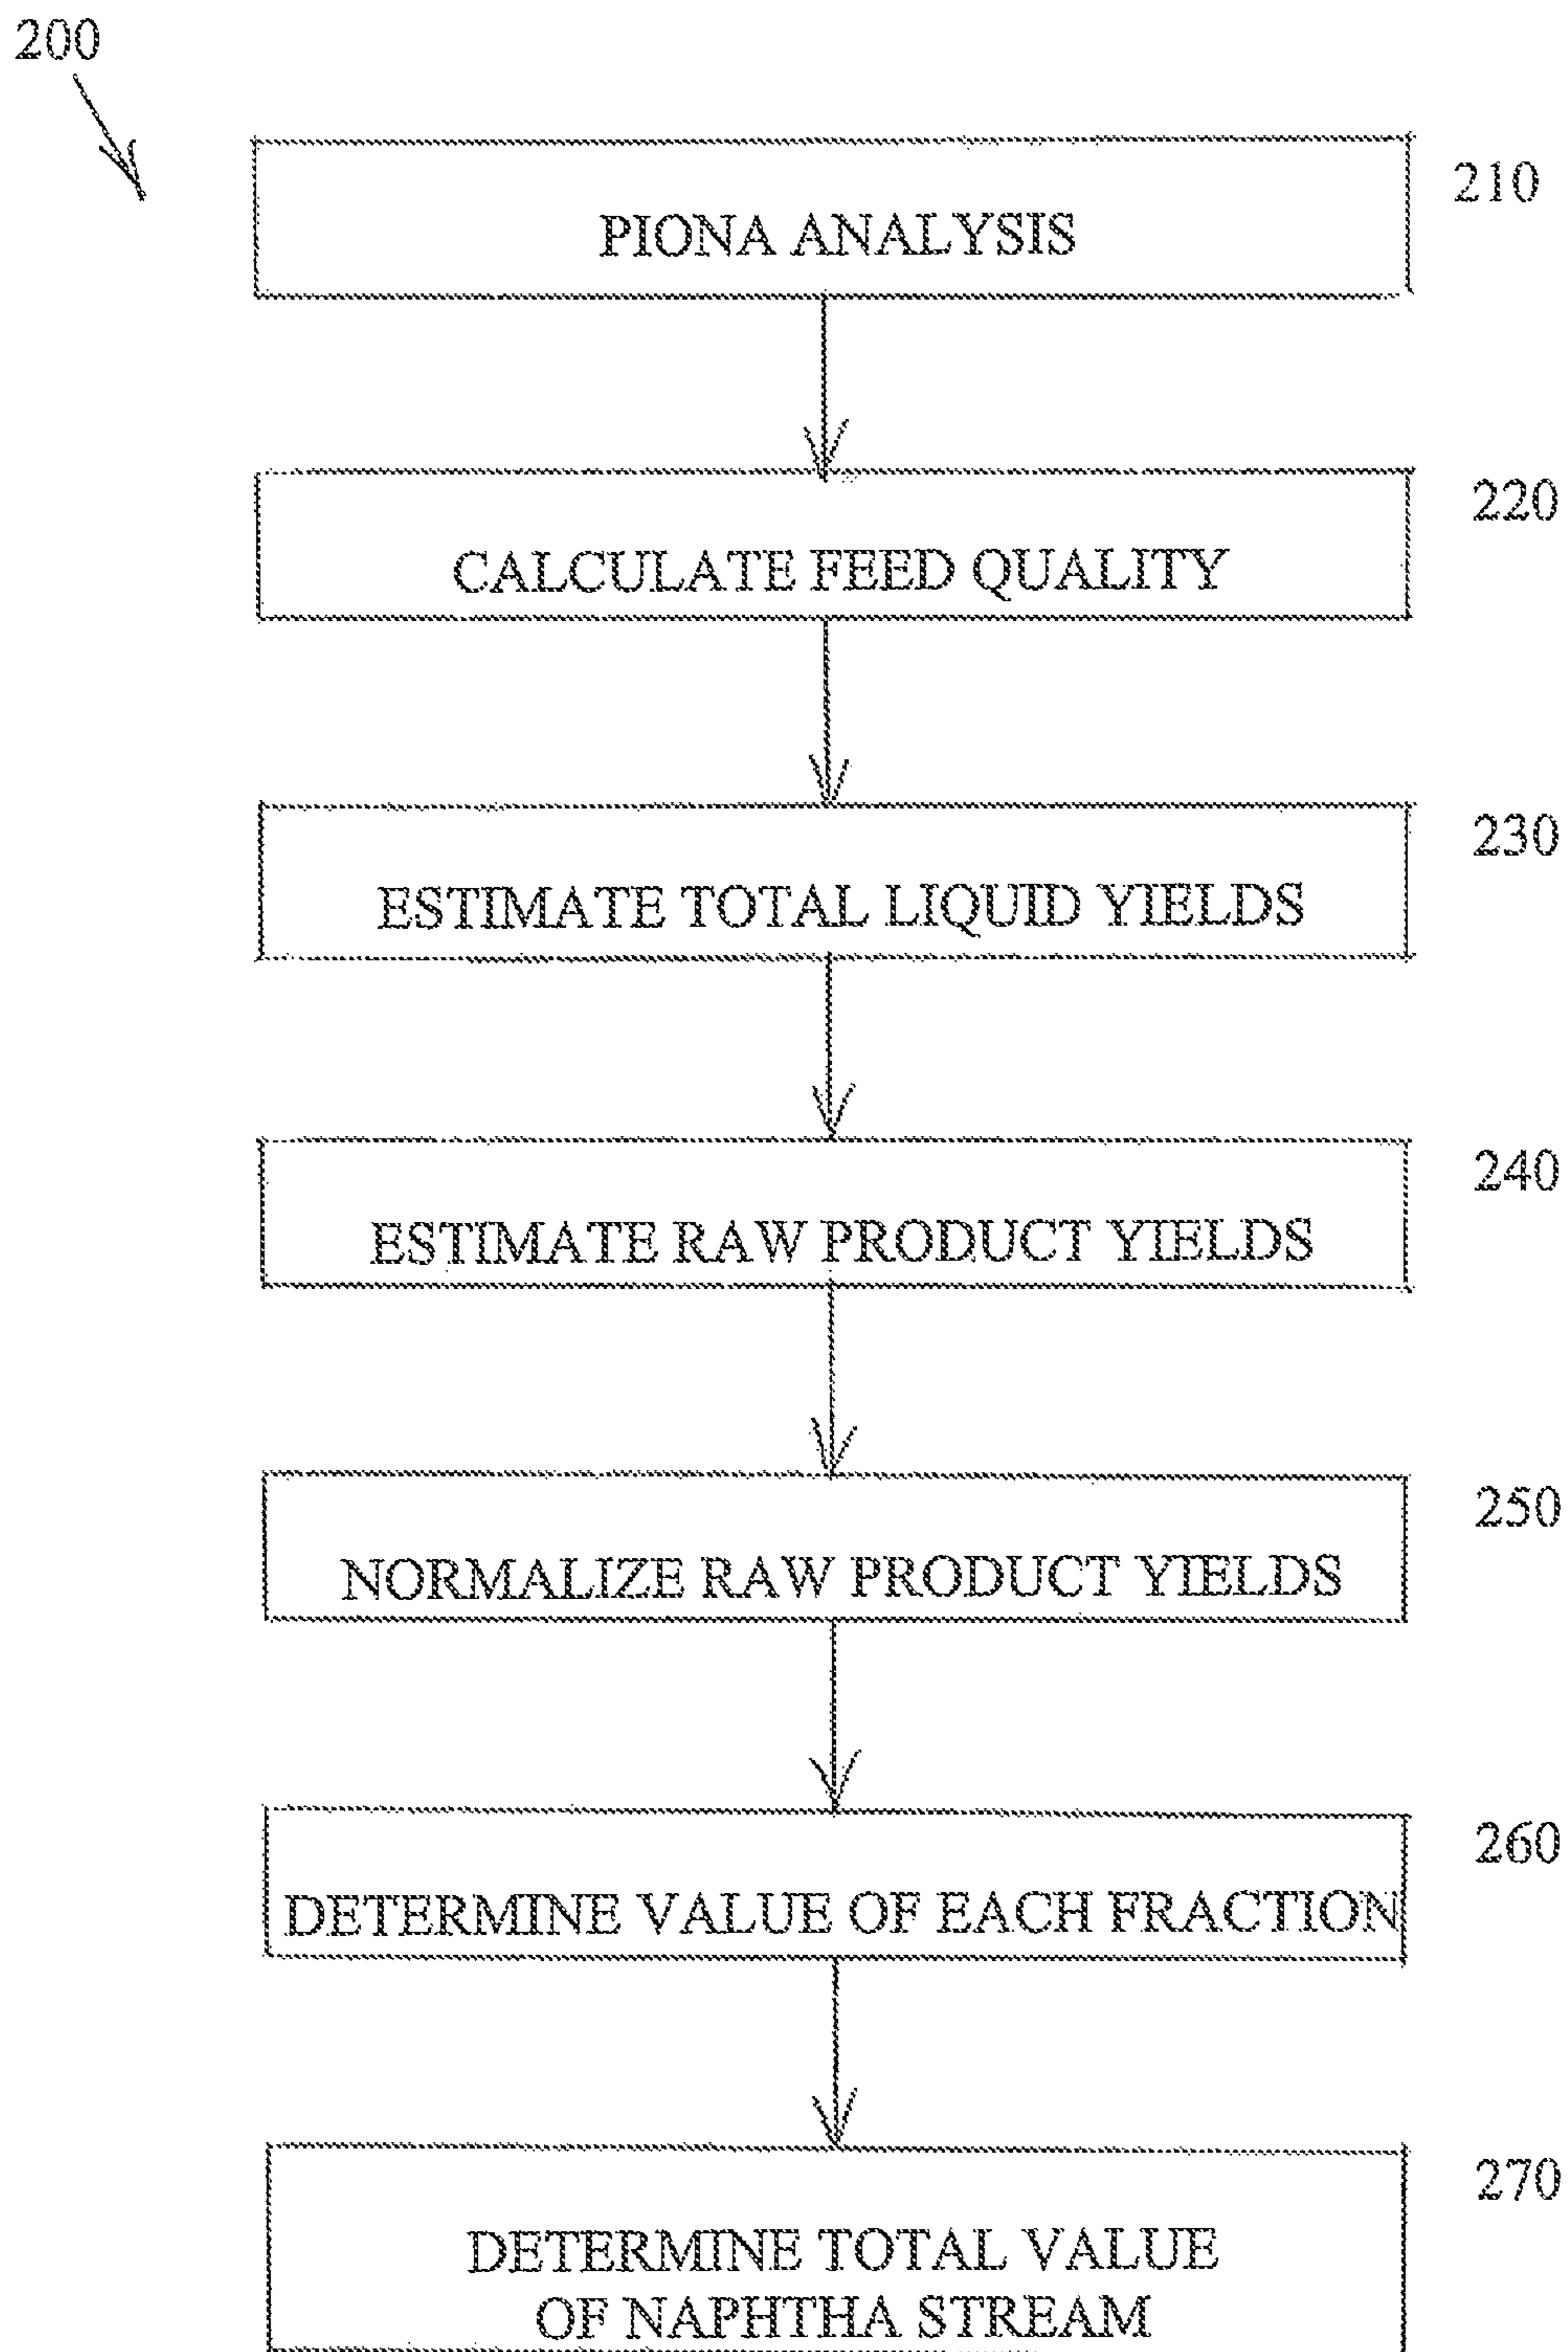 200
210
PIONA ANALYSIS
220
CALCULATE FEED QUALITY
230
ESTIMATE TOTAL LIQUID YIELDS
240
ESTIMATE RAW PRODUCT YIELDS
250
NORMALIZE RAW PRODUCT YIELDS
260
DETERMINE VALUE OF EACH FRACTION
270
DETERMINE TOTAL VALUE
OF NAPHTHA STREAM